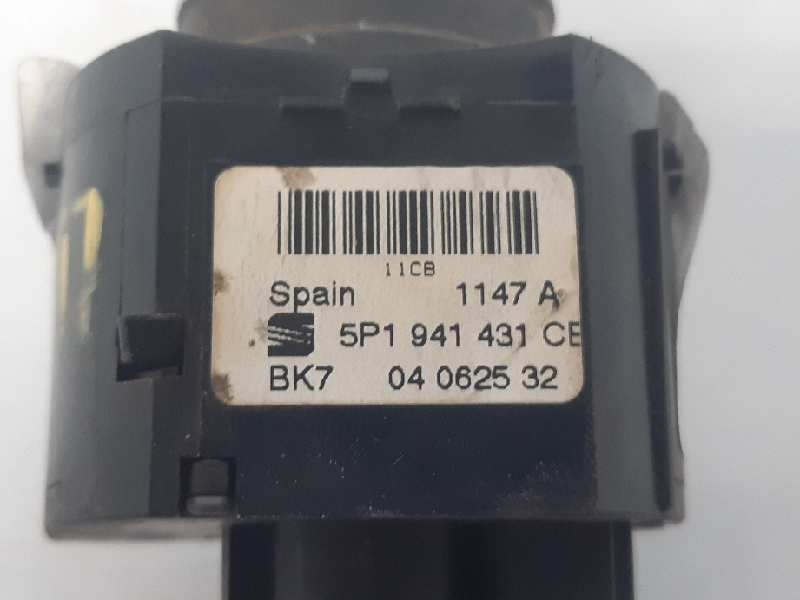 11CB
Spain 1147 A
5P1 941 431 CE
BK7 04 0625 32